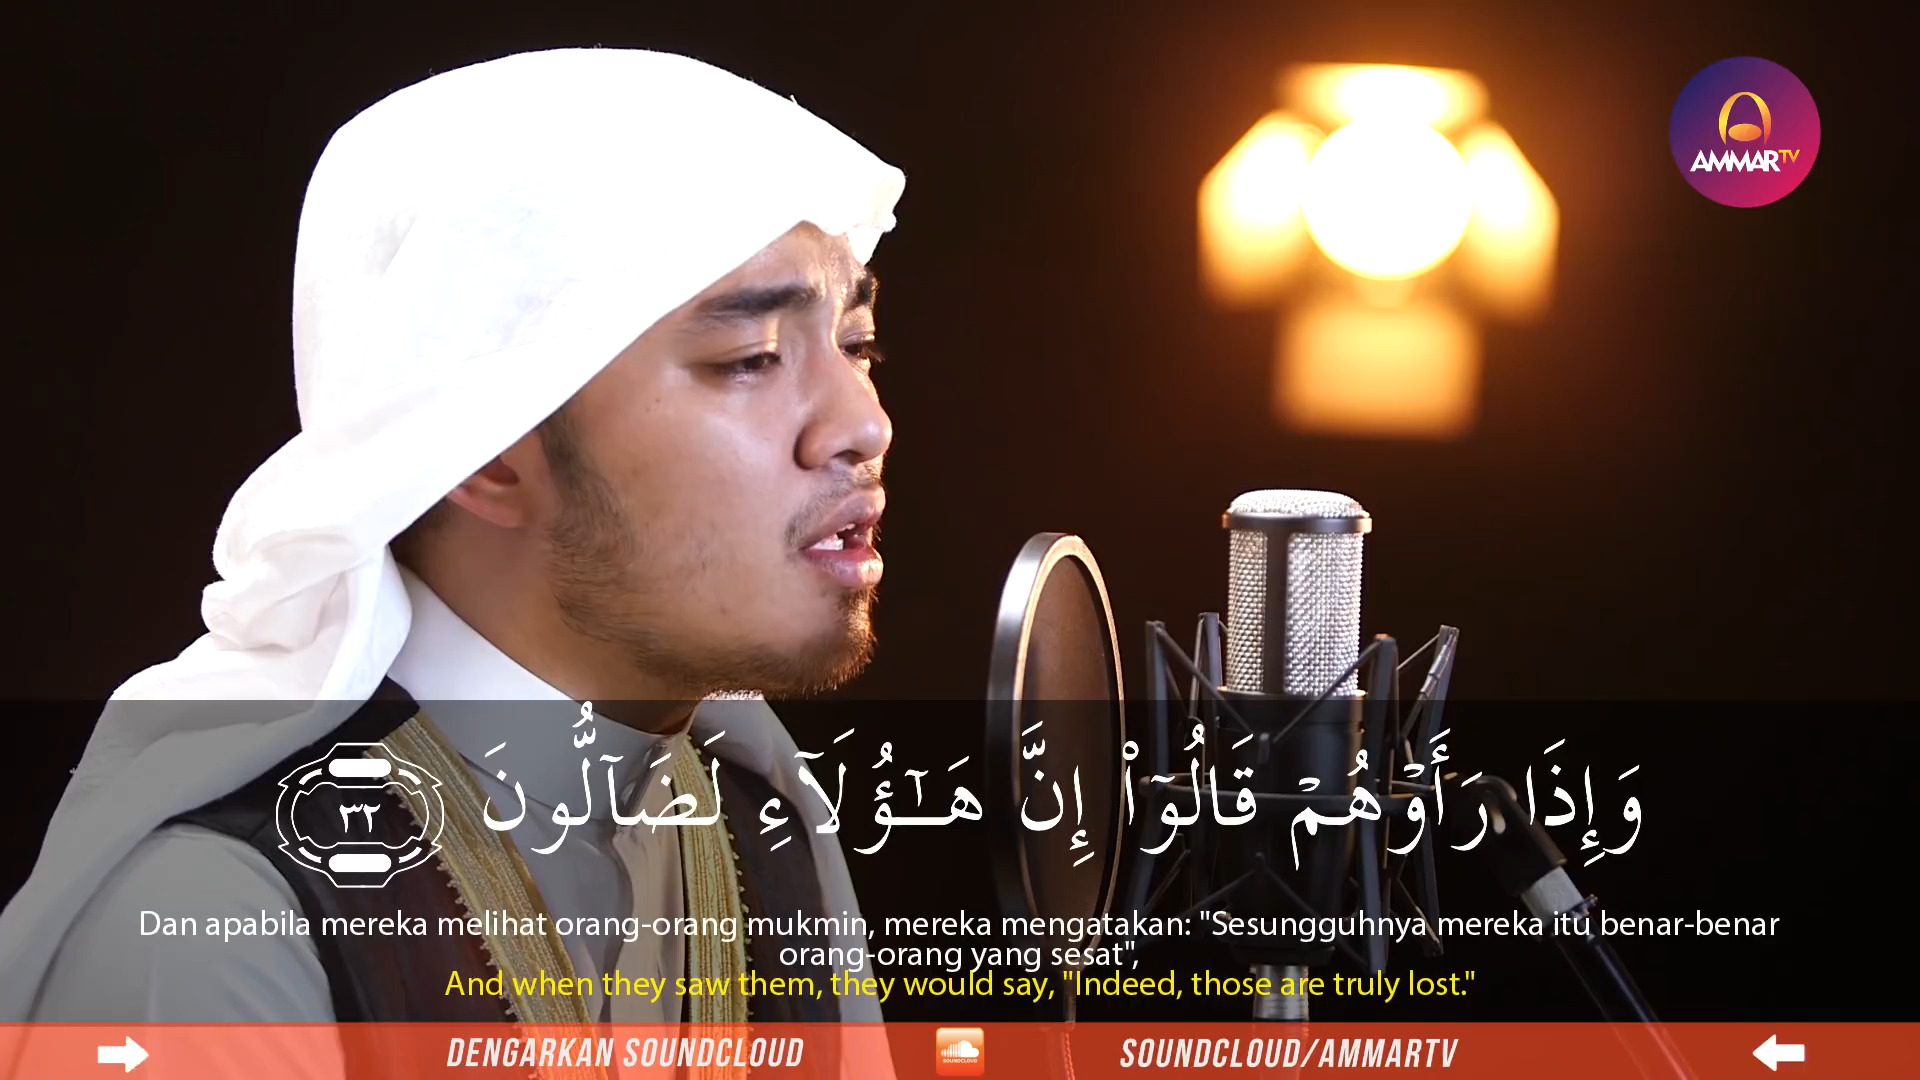 AMMARTV
وَإِذَا رَأَوْهُمْ قَالُوٓا۟ إِنَّ هَـٰٓؤُلَآءِ لَضَآلُّونَ ٣٢
Dan apabila mereka melihat orang-orang mukmin, mereka mengatakan: "Sesungguhnya mereka itu benar-benar
orang-orang yang sesat",
And when they saw them, they would say, "Indeed, those are truly lost."
DENGARKAN SOUNDCLOUD SOUNDCLOUD SOUNDCLOUD/AMMARTV